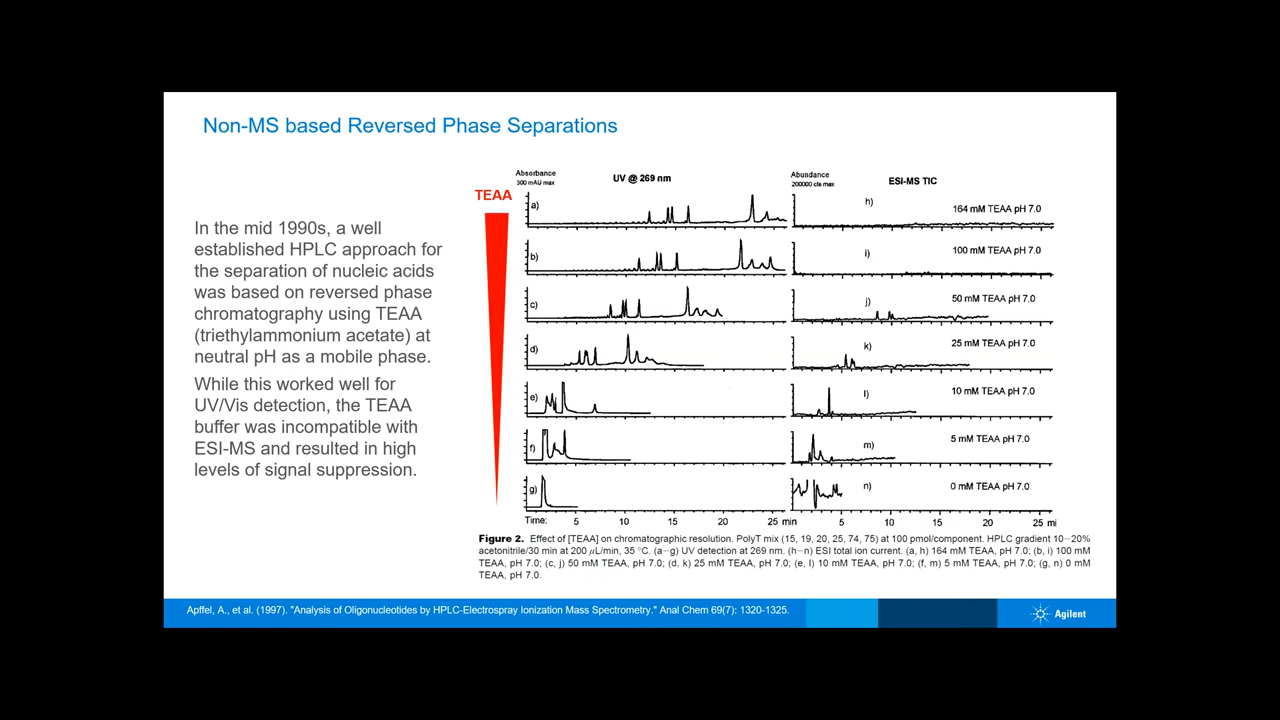 Non-MS based Reversed Phase Separations
In the mid 1990s, a well
established HPLC approach for
the separation of nucleic acids
was based on reversed phase
chromatography using TEAA
(triethylammonium acetate) at
neutral pH as a mobile phase.
While this worked well for
UV/Vis detection, the TEAA
buffer was incompatible with
ESI-MS and resulted in high
levels of signal suppression.
TEAA
Absorbance
300 mAU max
UV @ 269 nm
Abundance
200000 cts max
ESI-MS TIC
a)
h)
164 mM TEAA pH 7.0
b)
i)
100 mM TEAA pH 7.0
c)
j)
50 mM TEAA pH 7.0
d)
k)
25 mM TEAA pH 7.0
e)
l)
10 mM TEAA pH 7.0
f)
m)
5 mM TEAA pH 7.0
g)
n)
0 mM TEAA pH 7.0
Time: 5 10 15 20 25 min
5 10 15 20 25 mi
Figure 2. Effect of [TEAA] on chromatographic resolution. PolyT mix (15, 19, 20, 25, 74, 75) at 100 pmol/component. HPLC gradient 10–20%
acetonitrile/30 min at 200 μL/min, 35 °C. (a–g) UV detection at 269 nm. (h–n) ESI total ion current. (a, h) 164 mM TEAA, pH 7.0; (b, i) 100 mM
TEAA, pH 7.0; (c, j) 50 mM TEAA, pH 7.0; (d, k) 25 mM TEAA, pH 7.0; (e, l) 10 mM TEAA, pH 7.0; (f, m) 5 mM TEAA, pH 7.0; (g, n) 0 mM
TEAA, pH 7.0.
Apffel, A., et al. (1997). "Analysis of Oligonucleotides by HPLC-Electrospray Ionization Mass Spectrometry." Anal Chem 69(7): 1320-1325.
Agilent